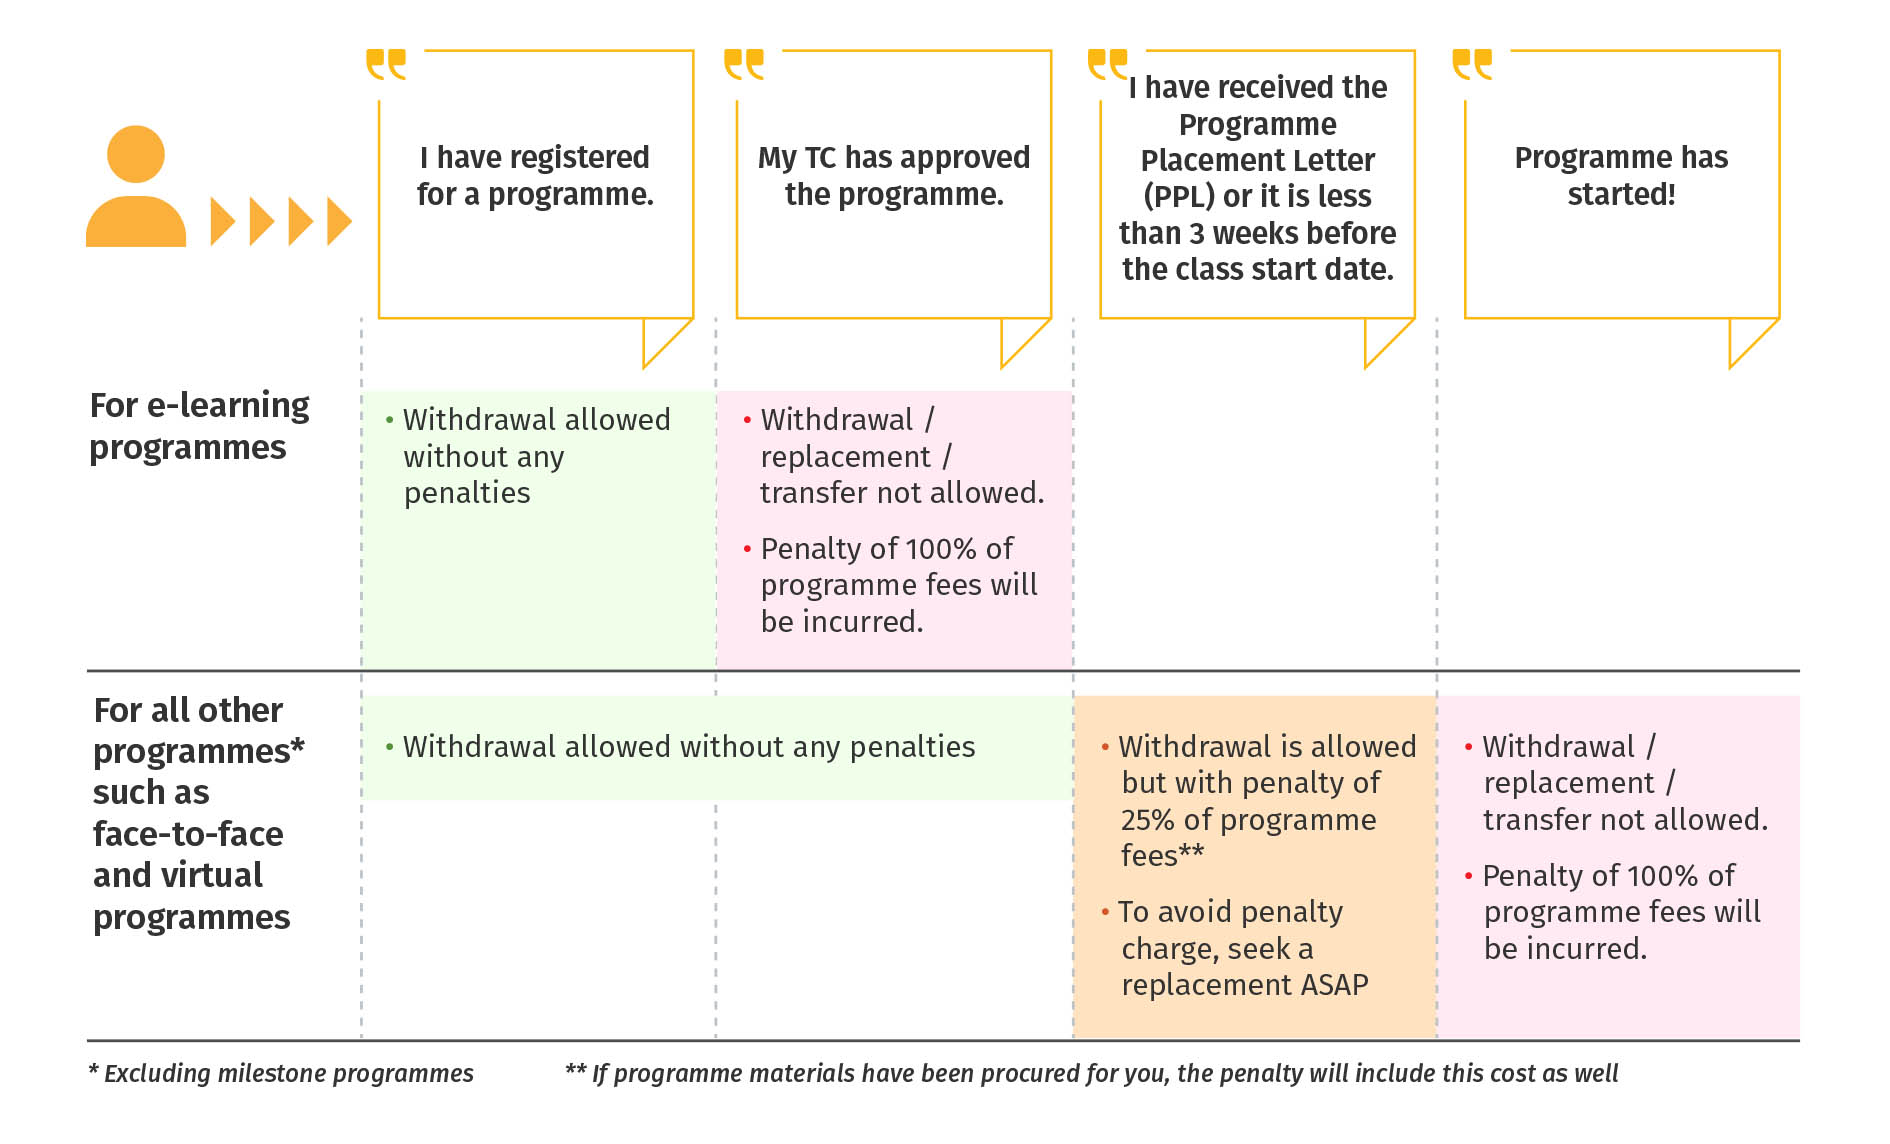 I have registered
for a programme.
My TC has approved
the programme.
I have received the
Programme
Placement Letter
(PPL) or it is less
than 3 weeks before
the class start date.
Programme has
started!
For e-learning
programmes
• Withdrawal allowed
without any
penalties
• Withdrawal /
replacement /
transfer not allowed.
• Penalty of 100% of
programme fees will
be incurred.
For all other
programmes*
such as
face-to-face
and virtual
programmes
• Withdrawal allowed without any penalties
• Withdrawal is allowed
but with penalty of
25% of programme
fees**
• To avoid penalty
charge, seek a
replacement ASAP
• Withdrawal /
replacement /
transfer not allowed.
• Penalty of 100% of
programme fees will
be incurred.
* Excluding milestone programmes
** If programme materials have been procured for you, the penalty will include this cost as well